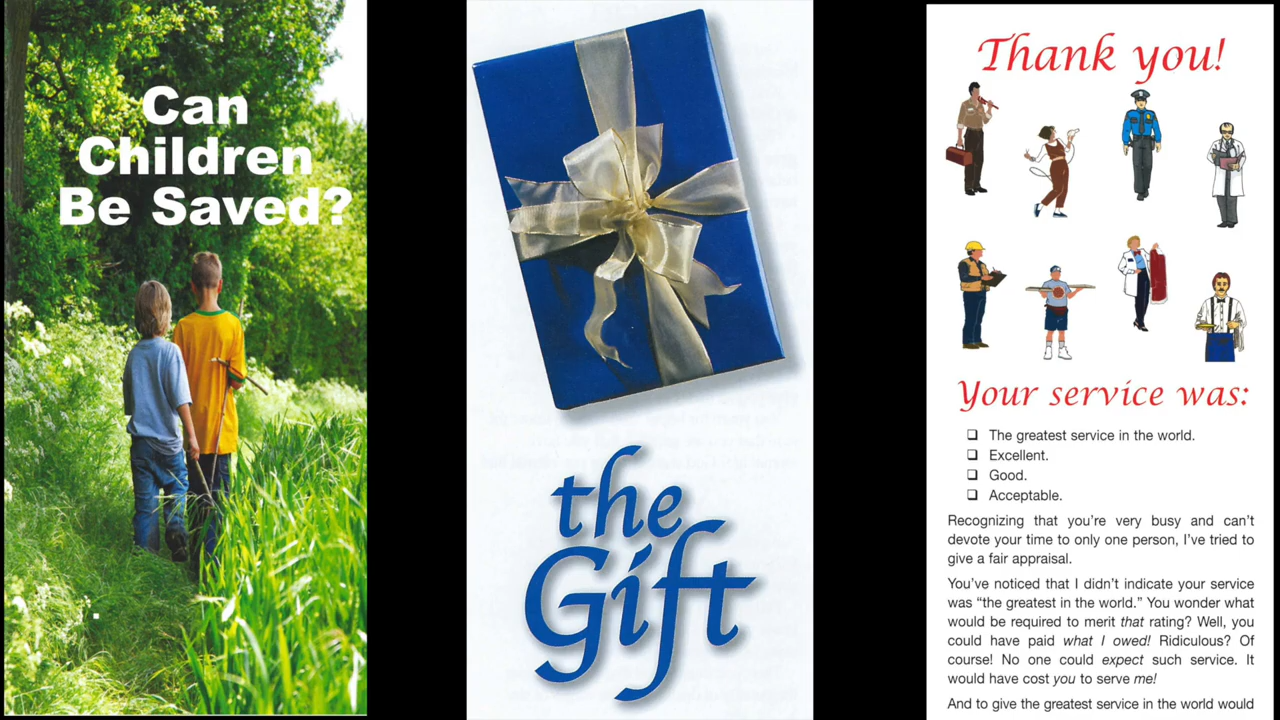 Can
Children
Be Saved?
the
Gift
Thank you!
Your service was:
❑ The greatest service in the world.
❑ Excellent.
❑ Good.
❑ Acceptable.
Recognizing that you're very busy and can't
devote your time to only one person, I've tried to
give a fair appraisal.
You've noticed that I didn't indicate your service
was “the greatest in the world.” You wonder what
would be required to merit that rating? Well, you
could have paid what I owed! Ridiculous? Of
course! No one could expect such service. It
would have cost you to serve me!
And to give the greatest service in the world would